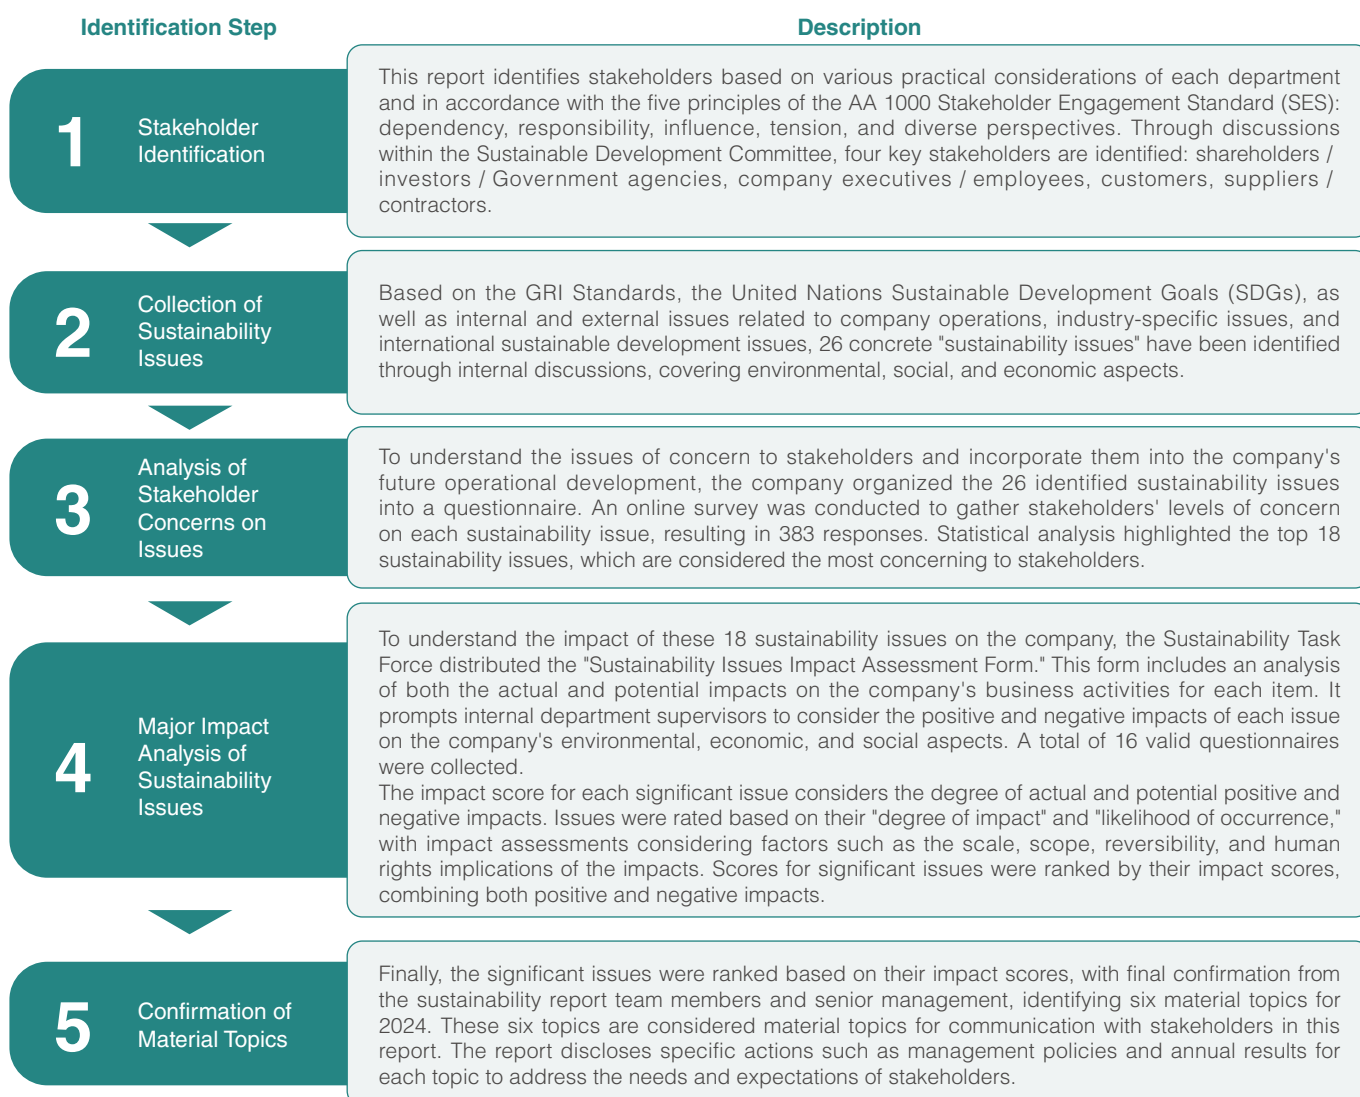 Identification Step
Description
1
Stakeholder
Identification
This report identifies stakeholders based on various practical considerations of each department
and in accordance with the five principles of the AA 1000 Stakeholder Engagement Standard (SES):
dependency, responsibility, influence, tension, and diverse perspectives. Through discussions
within the Sustainable Development Committee, four key stakeholders are identified: shareholders /
investors / Government agencies, company executives / employees, customers, suppliers /
contractors.
2
Collection of
Sustainability
Issues
Based on the GRI Standards, the United Nations Sustainable Development Goals (SDGs), as
well as internal and external issues related to company operations, industry-specific issues, and
international sustainable development issues, 26 concrete "sustainability issues" have been identified
through internal discussions, covering environmental, social, and economic aspects.
3
Analysis of
Stakeholder
Concerns on
Issues
To understand the issues of concern to stakeholders and incorporate them into the company's
future operational development, the company organized the 26 identified sustainability issues
into a questionnaire. An online survey was conducted to gather stakeholders' levels of concern
on each sustainability issue, resulting in 383 responses. Statistical analysis highlighted the top 18
sustainability issues, which are considered the most concerning to stakeholders.
4
Major Impact
Analysis of
Sustainability
Issues
To understand the impact of these 18 sustainability issues on the company, the Sustainability Task
Force distributed the "Sustainability Issues Impact Assessment Form." This form includes an analysis
of both the actual and potential impacts on the company's business activities for each item. It
prompts internal department supervisors to consider the positive and negative impacts of each issue
on the company's environmental, economic, and social aspects. A total of 16 valid questionnaires
were collected.
The impact score for each significant issue considers the degree of actual and potential positive and
negative impacts. Issues were rated based on their "degree of impact" and "likelihood of occurrence,"
with impact assessments considering factors such as the scale, scope, reversibility, and human
rights implications of the impacts. Scores for significant issues were ranked by their impact scores,
combining both positive and negative impacts.
5
Confirmation of
Material Topics
Finally, the significant issues were ranked based on their impact scores, with final confirmation from
the sustainability report team members and senior management, identifying six material topics for
2024. These six topics are considered material topics for communication with stakeholders in this
report. The report discloses specific actions such as management policies and annual results for
each topic to address the needs and expectations of stakeholders.